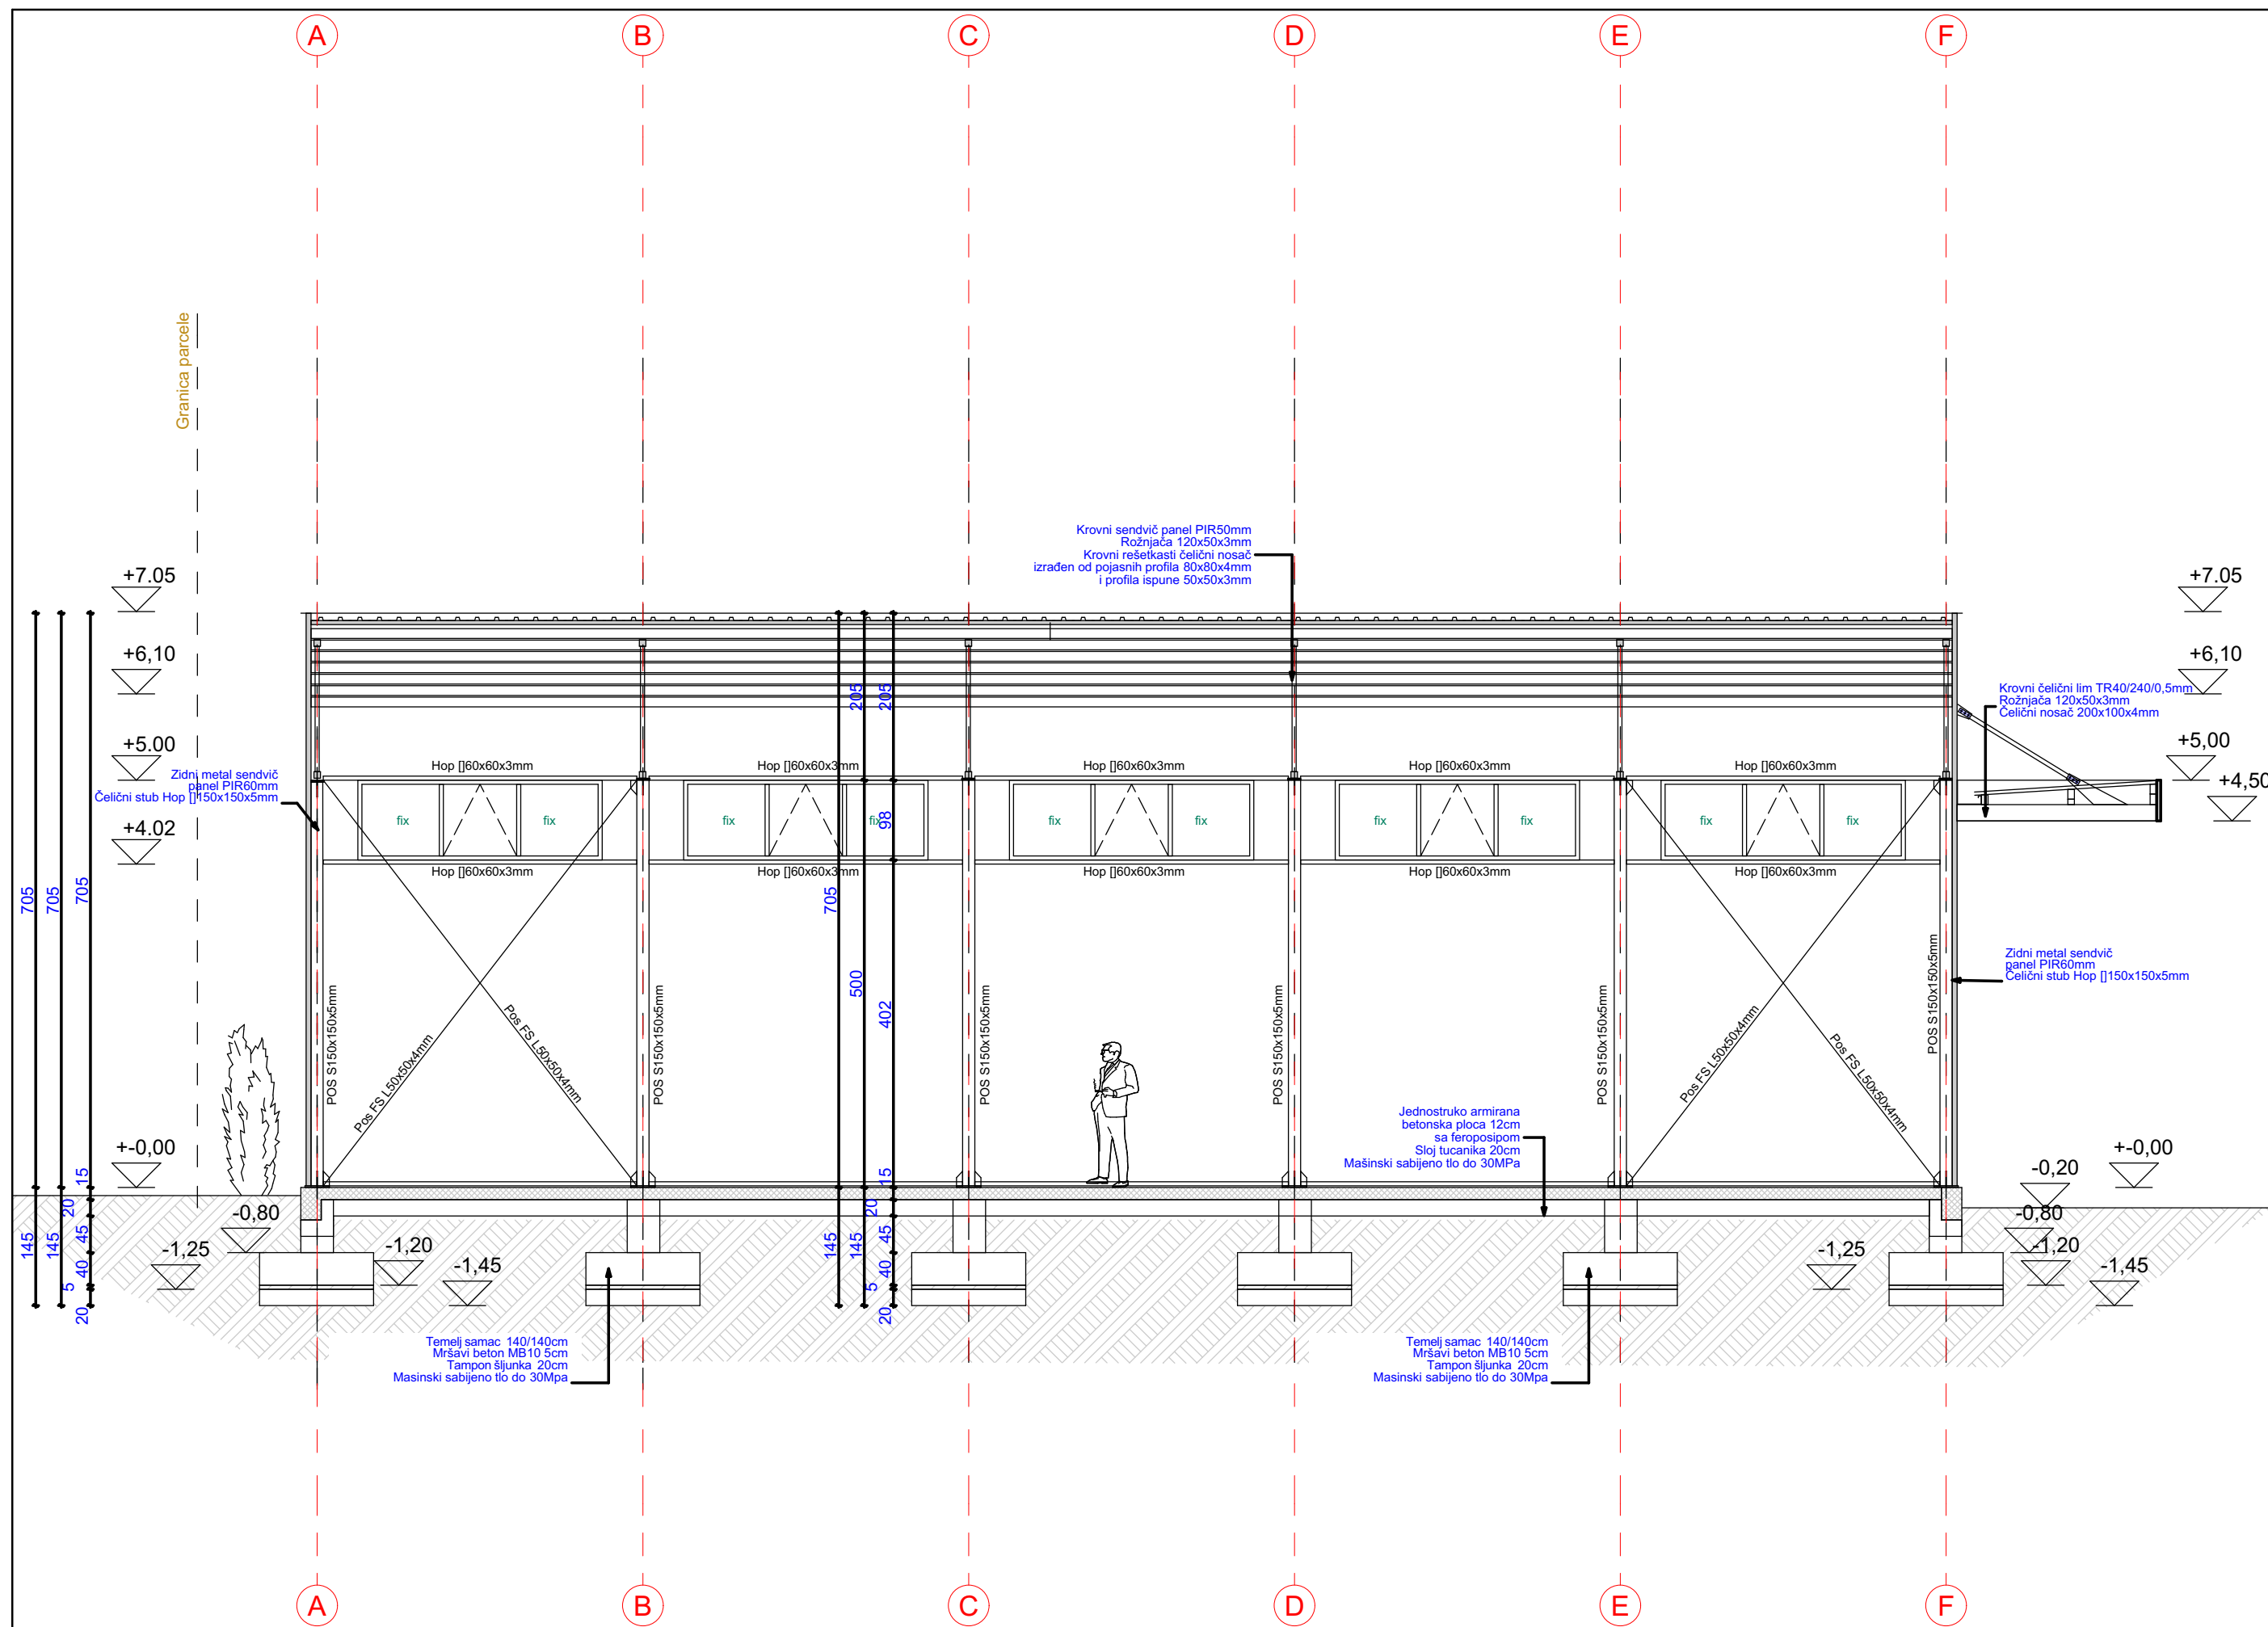 A
B
C
D
E
F
Granica parcele
Krovni sendvič panel PIR50mm
Rožnjača 120x50x3mm
Krovni rešetkasti čelični nosač
izrađen od pojasnih profila 80x80x4mm
i profila ispune 50x50x3mm
+7.05
+7.05
+6,10
+6,10
Krovni čelični lim TR40/240/0,5mm
Rožnjača 120x50x3mm
Čelični nosač 200x100x4mm
205
205
+5.00
+5,00
+4,50
Zidni metal sendvič
panel PIR60mm
Čelični stub Hop []150x150x5mm
Hop []60x60x3mm
Hop []60x60x3mm
Hop []60x60x3mm
Hop []60x60x3mm
Hop []60x60x3mm
+4.02
fix
fix
fix
fix
fix
fix
fix
fix
fix
fix
98
Hop []60x60x3mm
Hop []60x60x3mm
Hop []60x60x3mm
Hop []60x60x3mm
Hop []60x60x3mm
705
705
705
705
500
402
Zidni metal sendvič
panel PIR60mm
Čelični stub Hop []150x150x5mm
POS S150x150x5mm
Pos FS L50x50x4mm
Pos FS L50x50x4mm
POS S150x150x5mm
POS S150x150x5mm
POS S150x150x5mm
POS S150x150x5mm
Pos FS L50x50x4mm
Pos FS L50x50x4mm
POS S150x150x5mm
Jednostruko armirana
betonska ploca 12cm
sa feroposipom
Sloj tucanika 20cm
Mašinski sabijeno tlo do 30MPa
+-0,00
+-0,00
-0,20
15
20
45
40
5
20
145
145
15
20
45
40
5
20
145
145
-0,80
-0,80
-1,25
-1,20
-1,45
-1,25
-1,20
-1,45
Temelj samac 140/140cm
Mršavi beton MB10 5cm
Tampon šljunka 20cm
Masinski sabijeno tlo do 30Mpa
Temelj samac 140/140cm
Mršavi beton MB10 5cm
Tampon šljunka 20cm
Masinski sabijeno tlo do 30Mpa
A
B
C
D
E
F